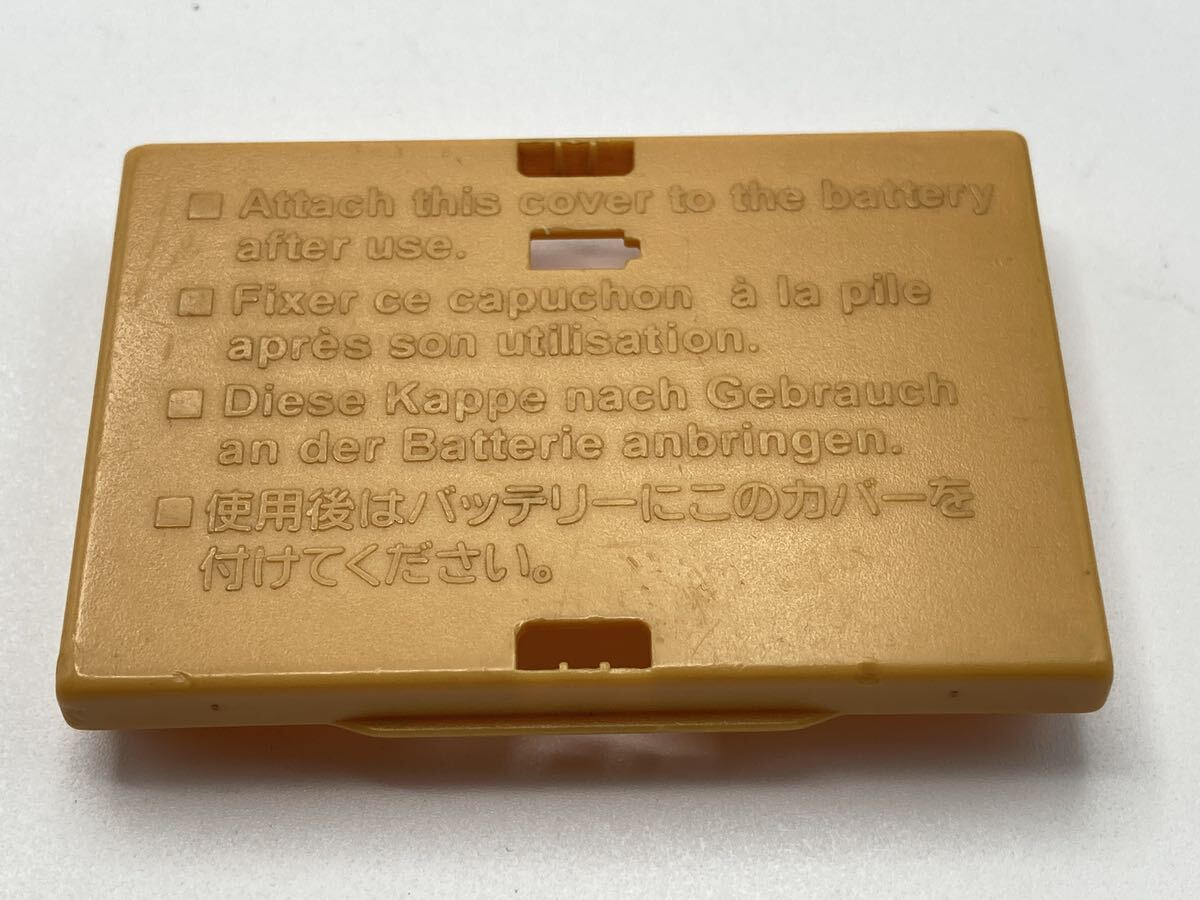 ■ Attach this cover to the battery
after use.
■ Fixer ce capuchon à la pile
après son utilisation.
■ Diese Kappe nach Gebrauch
an der Batterie anbringen.
■ 使用後はバッテリーにこのカバーを
付けてください。